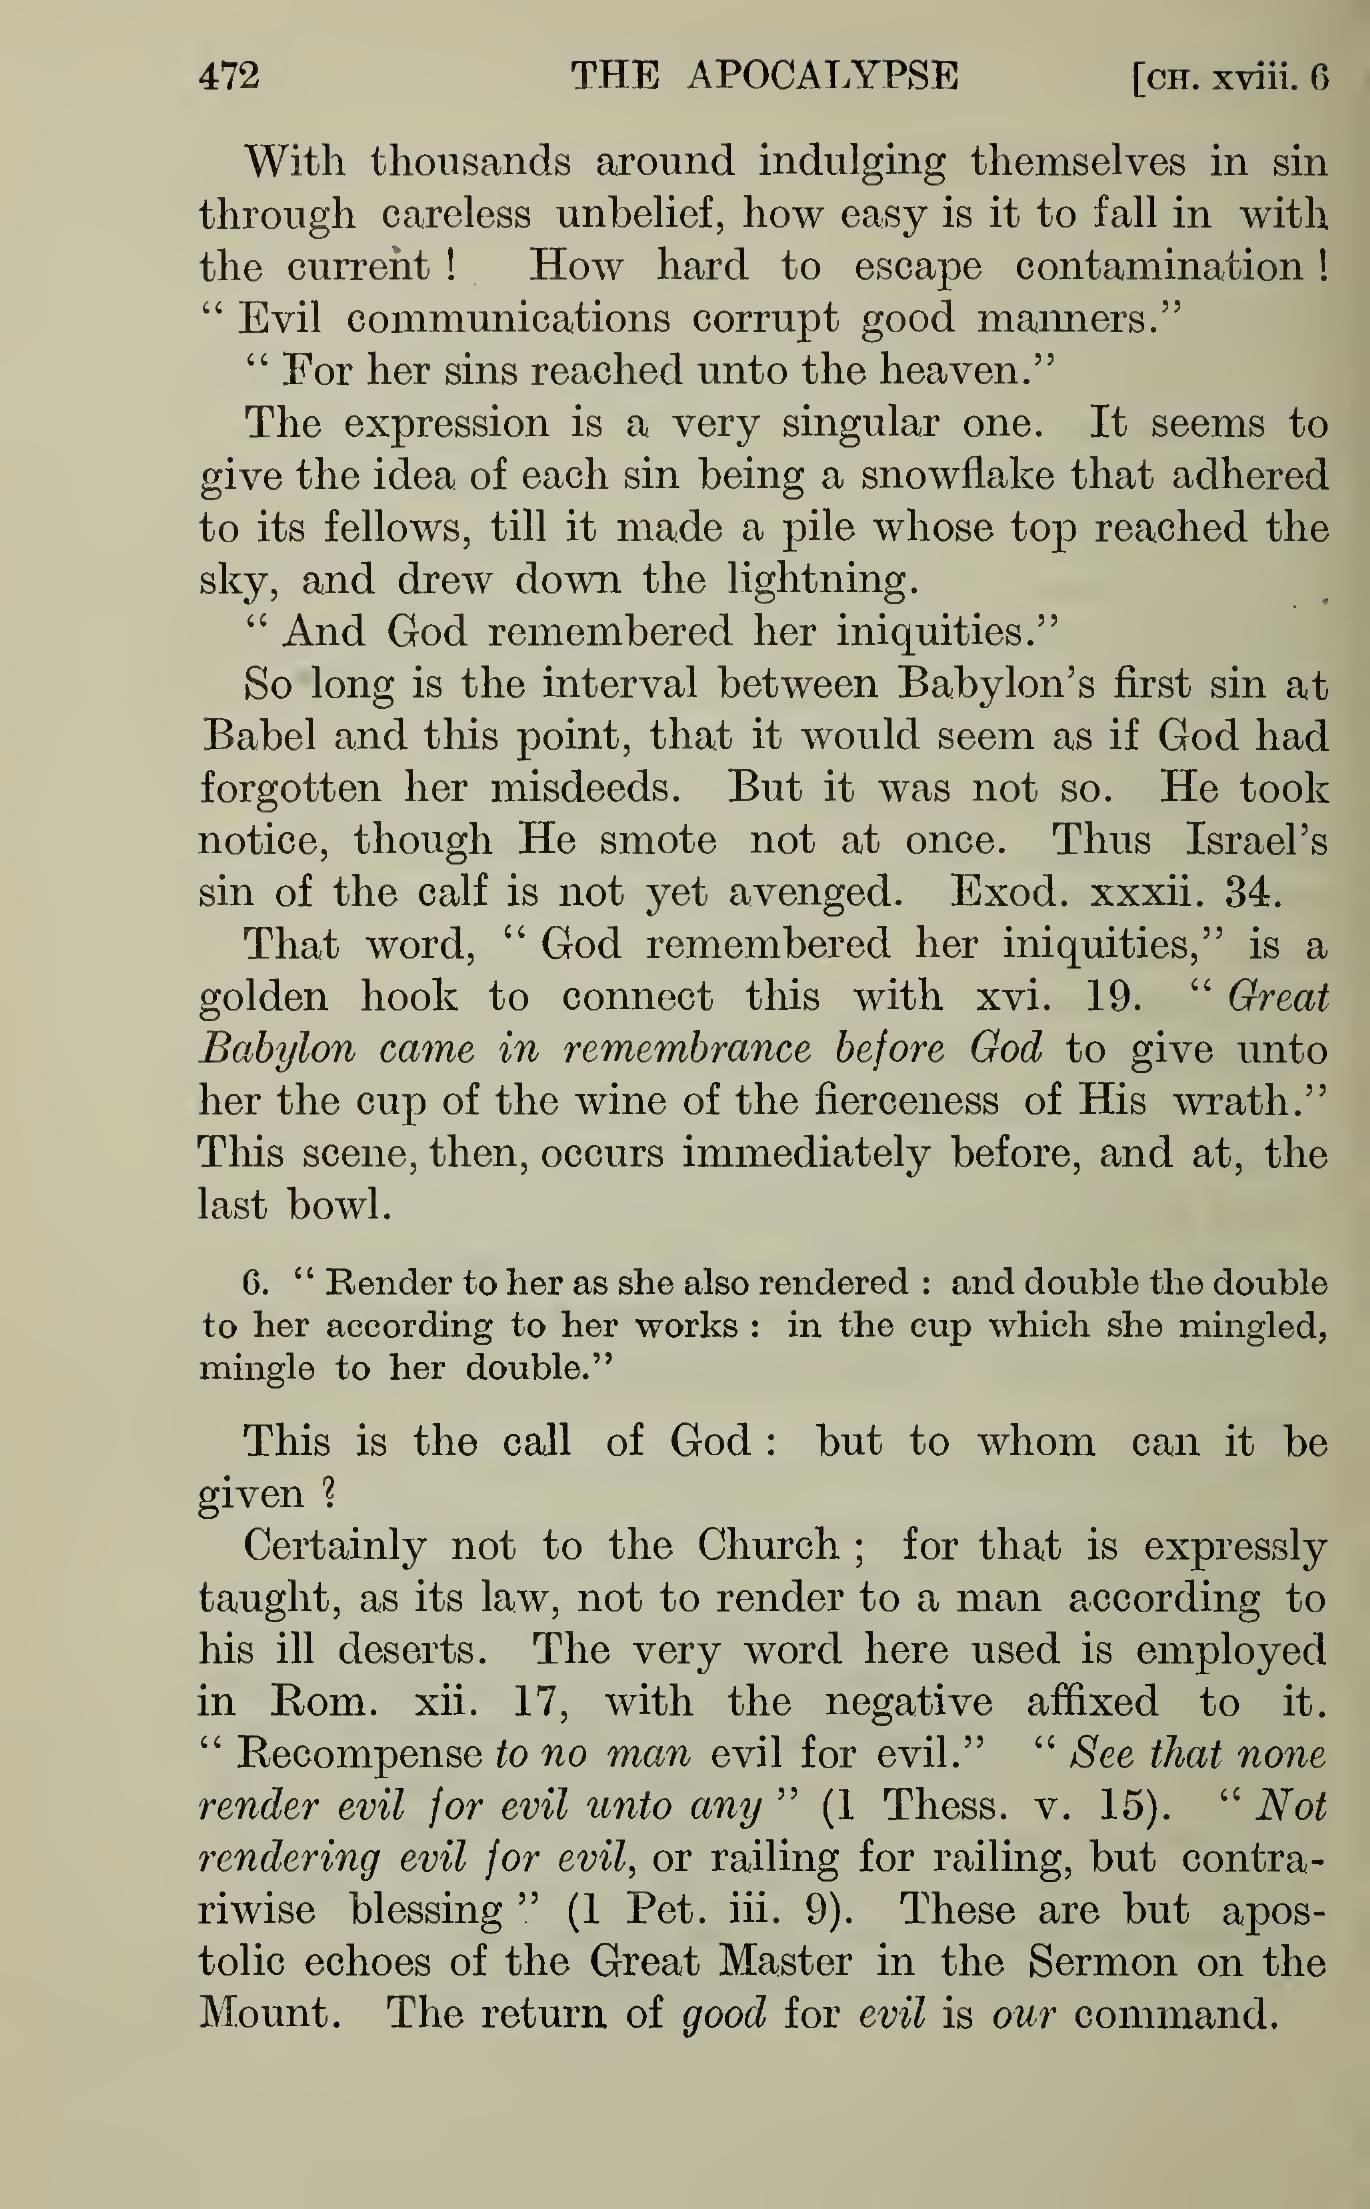 472 THE APOCALYPSE [CH. xviii. 6
With thousands around indulging themselves in sin
through careless unbelief, how easy is it to fall in with
the current ! How hard to escape contamination !
“ Evil communications corrupt good manners.”
“ For her sins reached unto the heaven.”
The expression is a very singular one. It seems to
give the idea of each sin being a snowflake that adhered
to its fellows, till it made a pile whose top reached the
sky, and drew down the lightning.
“ And God remembered her iniquities.”
So long is the interval between Babylon’s first sin at
Babel and this point, that it would seem as if God had
forgotten her misdeeds. But it was not so. He took
notice, though He smote not at once. Thus Israel’s
sin of the calf is not yet avenged. Exod. xxxii. 34.
That word, “ God remembered her iniquities,” is a
golden hook to connect this with xvi. 19. “ Great
Babylon came in remembrance before God to give unto
her the cup of the wine of the fierceness of His wrath.”
This scene, then, occurs immediately before, and at, the
last bowl.
6. “ Render to her as she also rendered : and double the double
to her according to her works : in the cup which she mingled,
mingle to her double.”
This is the call of God : but to whom can it be
given ?
Certainly not to the Church ; for that is expressly
taught, as its law, not to render to a man according to
his ill deserts. The very word here used is employed
in Rom. xii. 17, with the negative affixed to it.
“ Recompense to no man evil for evil.” “ See that none
render evil for evil unto any ” (1 Thess. v. 15). “ Not
rendering evil for evil, or railing for railing, but contra-
riwise blessing ” (1 Pet. iii. 9). These are but apos-
tolic echoes of the Great Master in the Sermon on the
Mount. The return of good for evil is our command.